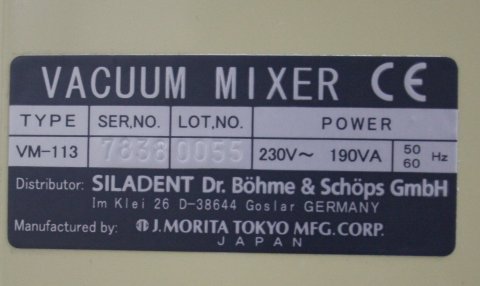 VACUUM MIXER CE
TYPE SER.NO. LOT.NO. POWER
VM-113 7838 0055 230V~ 190VA 50 60 Hz
Distributor: SILADENT Dr. Böhme & Schöps GmbH
Im Klei 26 D-38644 Goslar GERMANY
Manufactured by: J.MORITA TOKYO MFG.CORP.
JAPAN